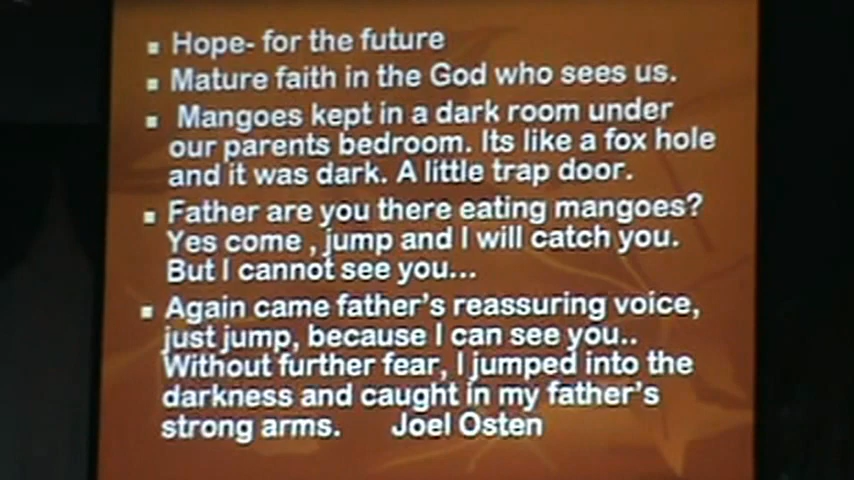 Hope- for the future
Mature faith in the God who sees us.
Mangoes kept in a dark room under
our parents bedroom. Its like a fox hole
and it was dark. A little trap door.
Father are you there eating mangoes?
Yes come , jump and I will catch you.
But I cannot see you...
Again came father's reassuring voice,
just jump, because I can see you..
Without further fear, I jumped into the
darkness and caught in my father's
strong arms. Joel Osten